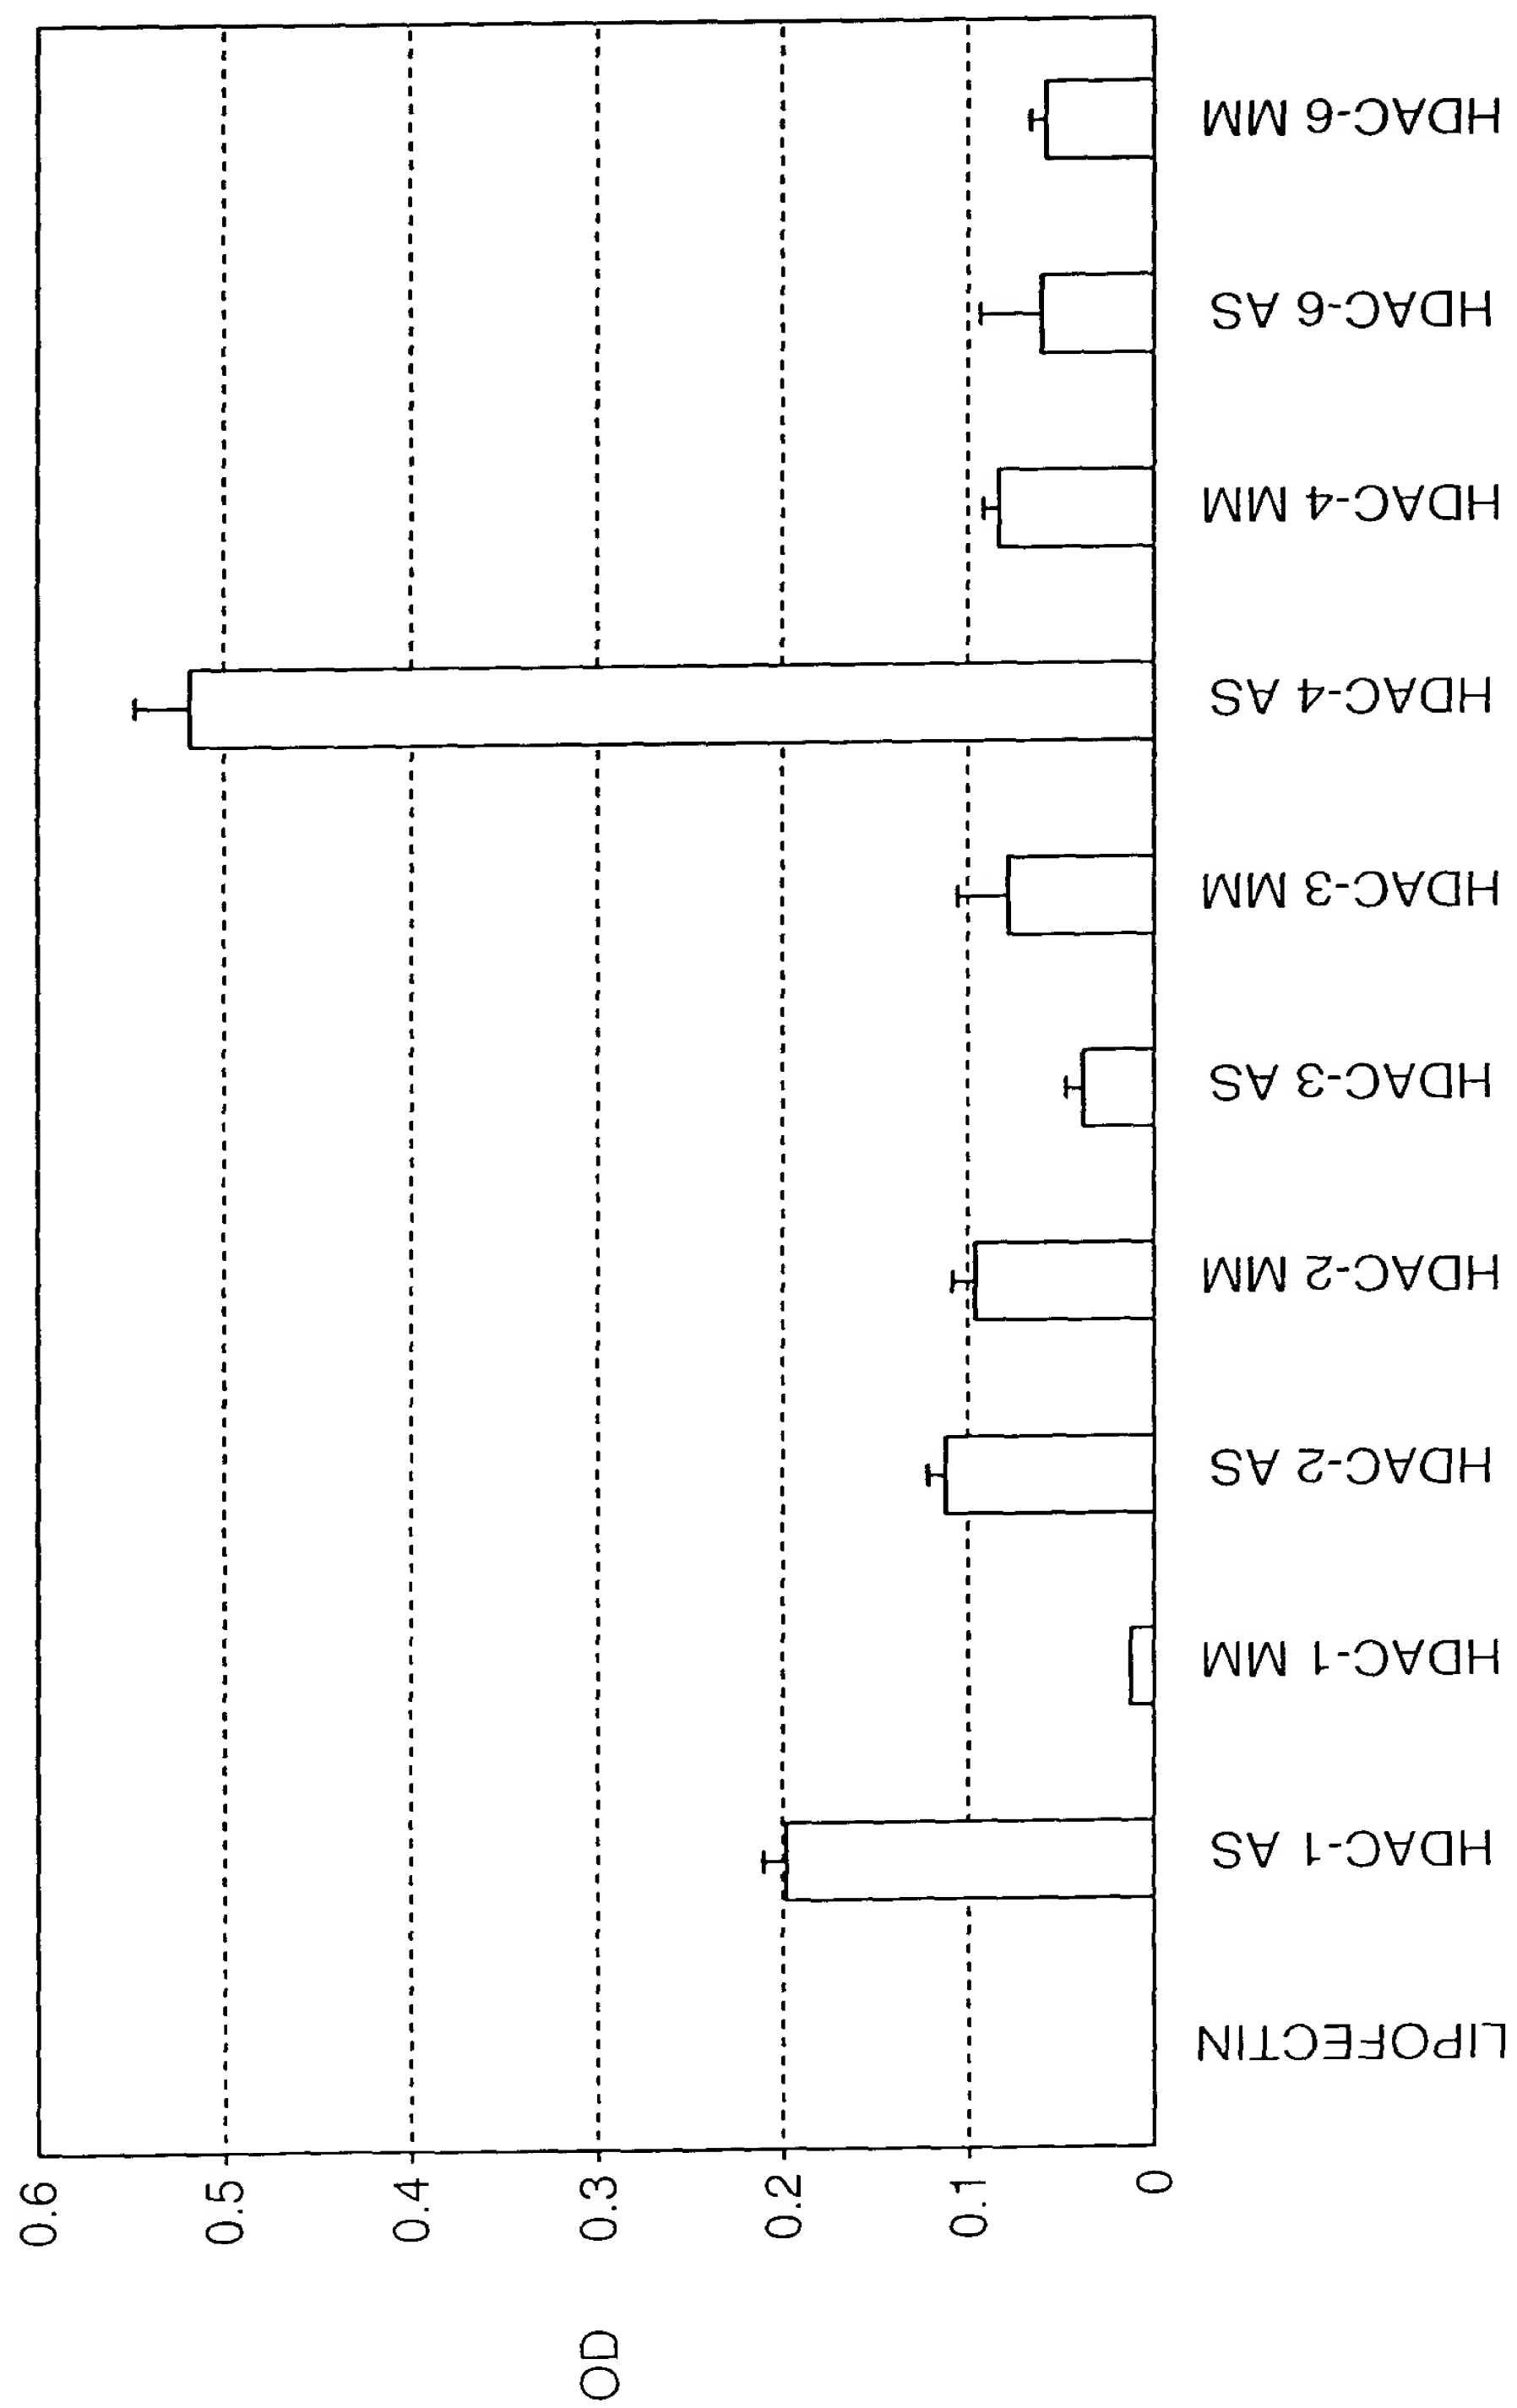 OD
0.6
0.5
0.4
0.3
0.2
0.1
0
LIPOFECTIN
HDAC-1 AS
HDAC-1 MM
HDAC-2 AS
HDAC-2 MM
HDAC-3 AS
HDAC-3 MM
HDAC-4 AS
HDAC-4 MM
HDAC-6 AS
HDAC-6 MM